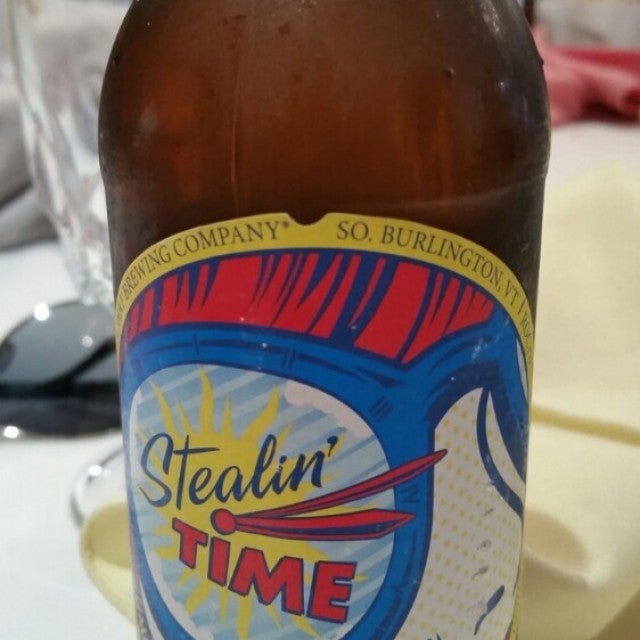 BREWING COMPANY® SO. BURLINGTON, VT
Stealin'
TIME